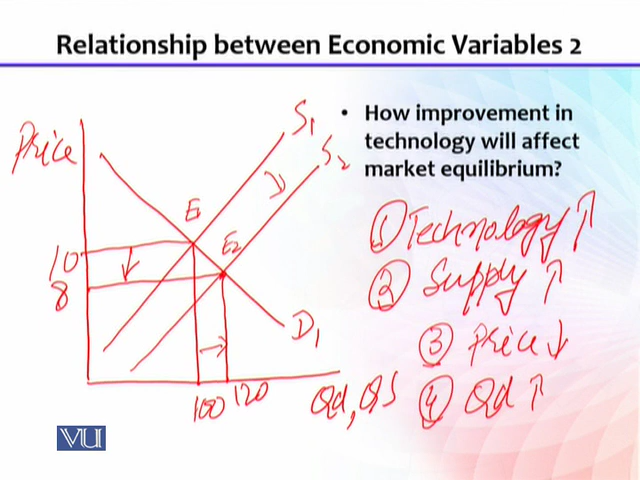 Relationship between Economic Variables 2
• How improvement in
technology will affect
market equilibrium?
Price
S1
S2
E
E2
10
8
D1
100 120 Qd, QS
① Technology ↑
② Supply ↑
③ Price ↓
④ Qd ↑
VU